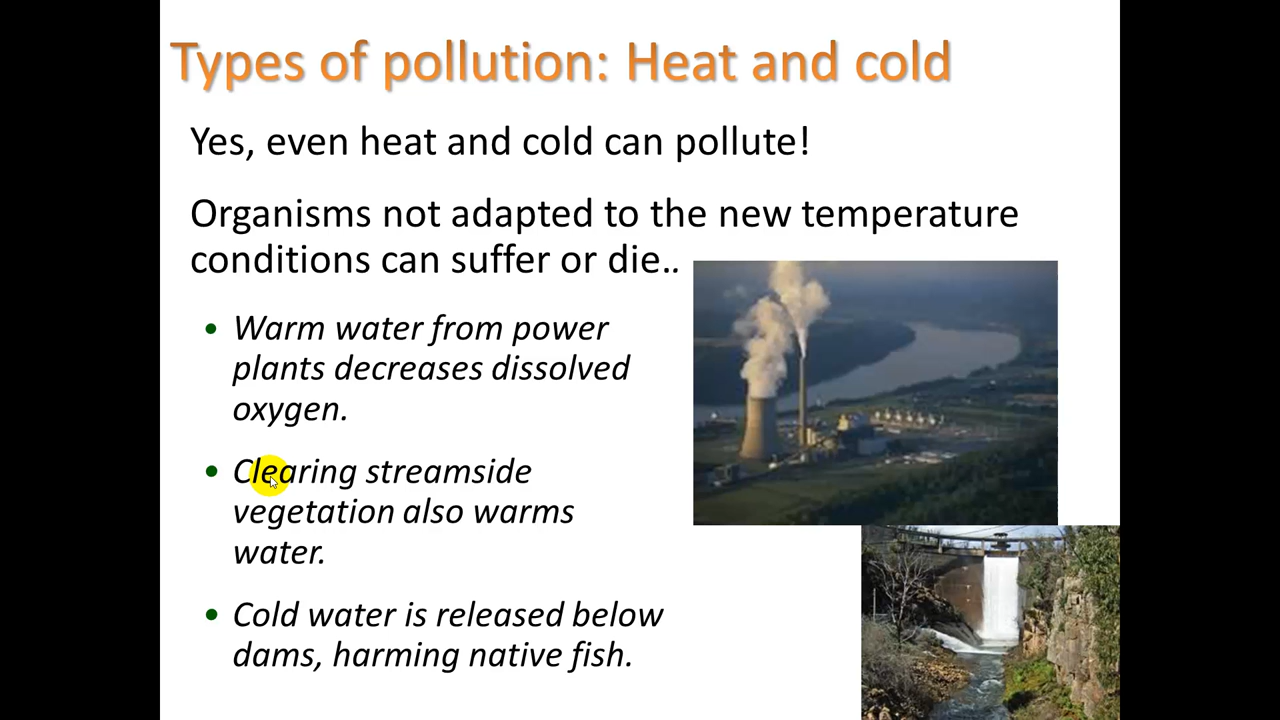 Types of pollution: Heat and cold
Yes, even heat and cold can pollute!
Organisms not adapted to the new temperature
conditions can suffer or die..
• Warm water from power
plants decreases dissolved
oxygen.
• Clearing streamside
vegetation also warms
water.
• Cold water is released below
dams, harming native fish.